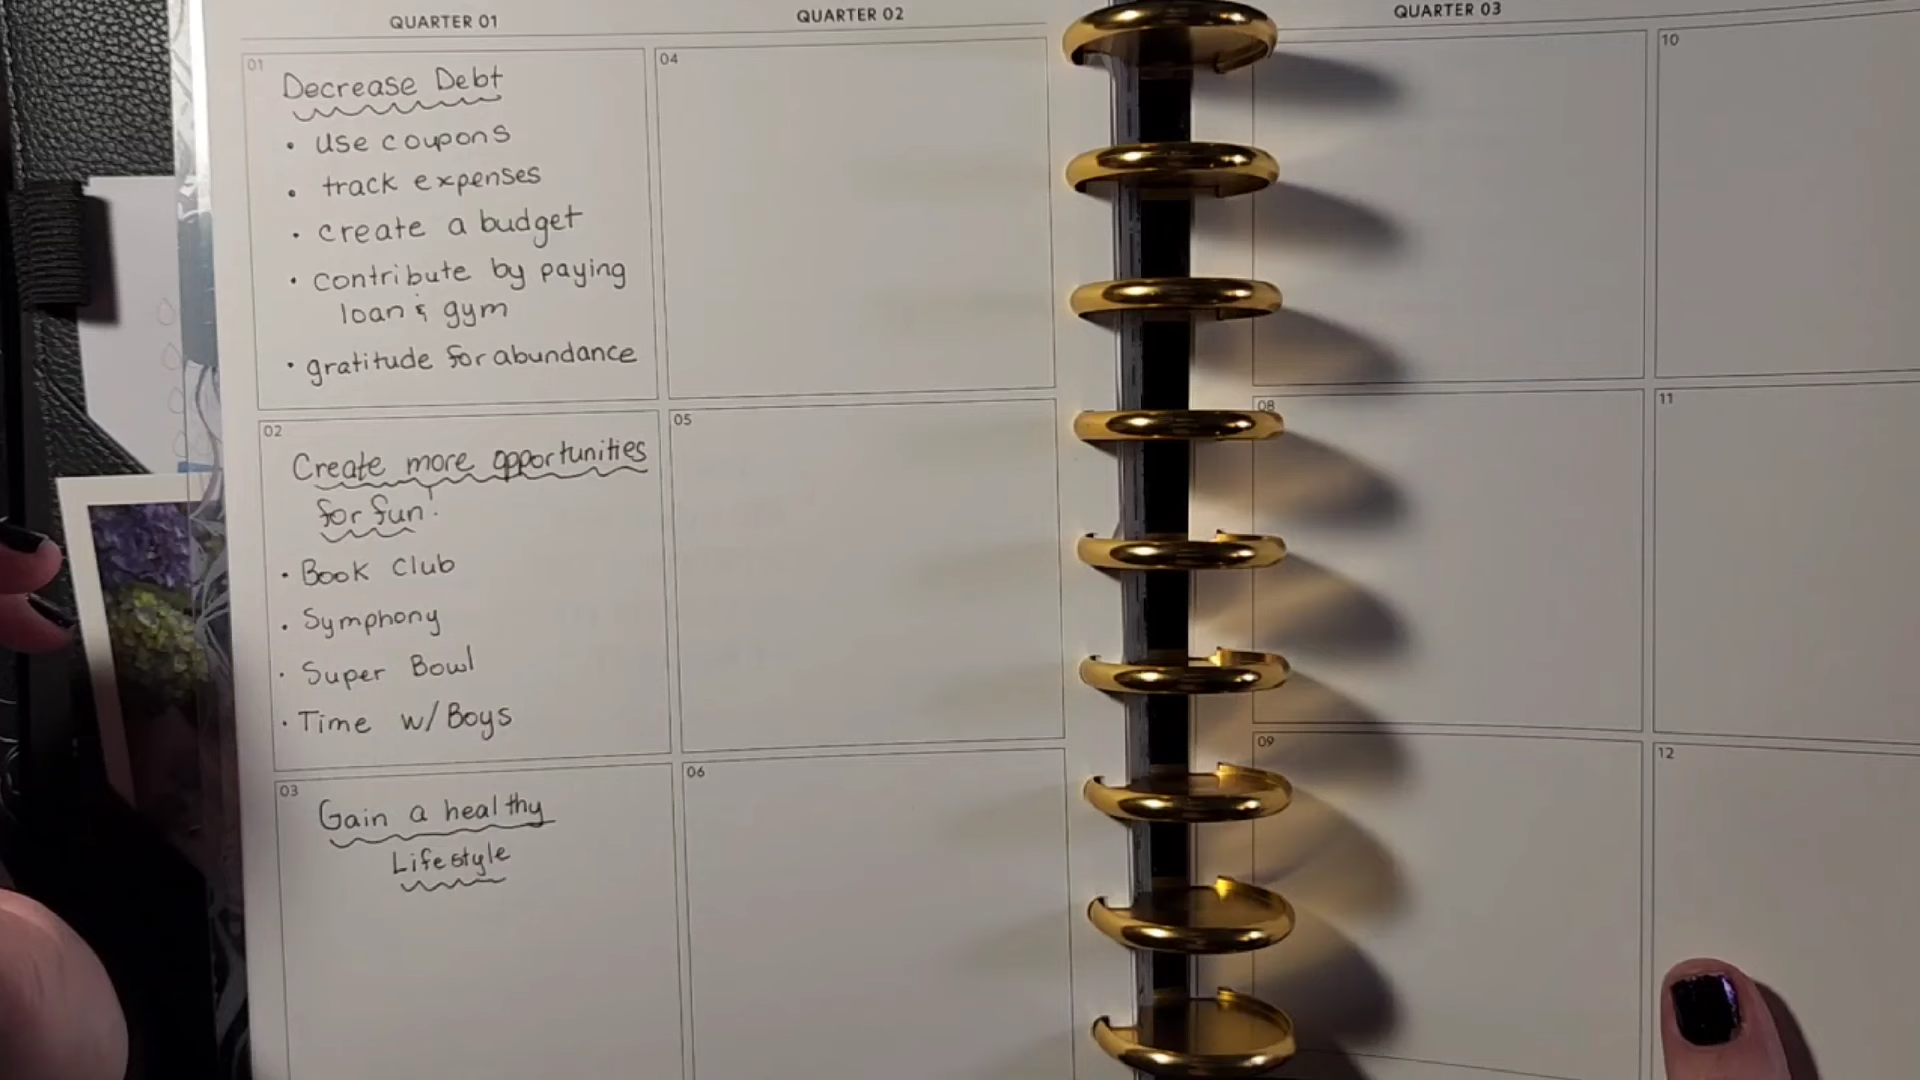 QUARTER 01
QUARTER 02
QUARTER 03
01
Decrease Debt
• use coupons
• track expenses
• create a budget
• contribute by paying
loan & gym
• gratitude for abundance
04
10
02
Create more opportunities
for fun!
• Book Club
• Symphony
• Super Bowl
• Time w/Boys
05
08
11
03
Gain a healthy
Lifestyle
06
09
12